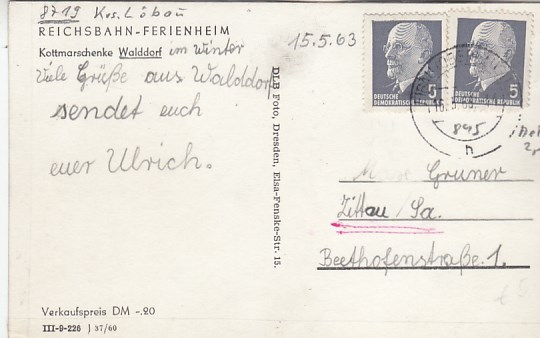 8719 Krs. Löbau
REICHSBAHN-FERIENHEIM
Kottmarschenke Walddorf im Winter
15.5.63
Viele Grüße aus Walddorf
sendet euch
euer Ulrich.
DLB Foto, Dresden, Elsa-Fenske-Str. 15.
5
DEUTSCHE
DEMOKRATISCHE REPUBLIK
5
DEUTSCHE
DEMOKRATISCHE REPUBLIK
895
n
Gruner
Zittau / Sa.
Beethofenstraße 1.
Verkaufspreis DM -.20
III-9-226 J 37/60